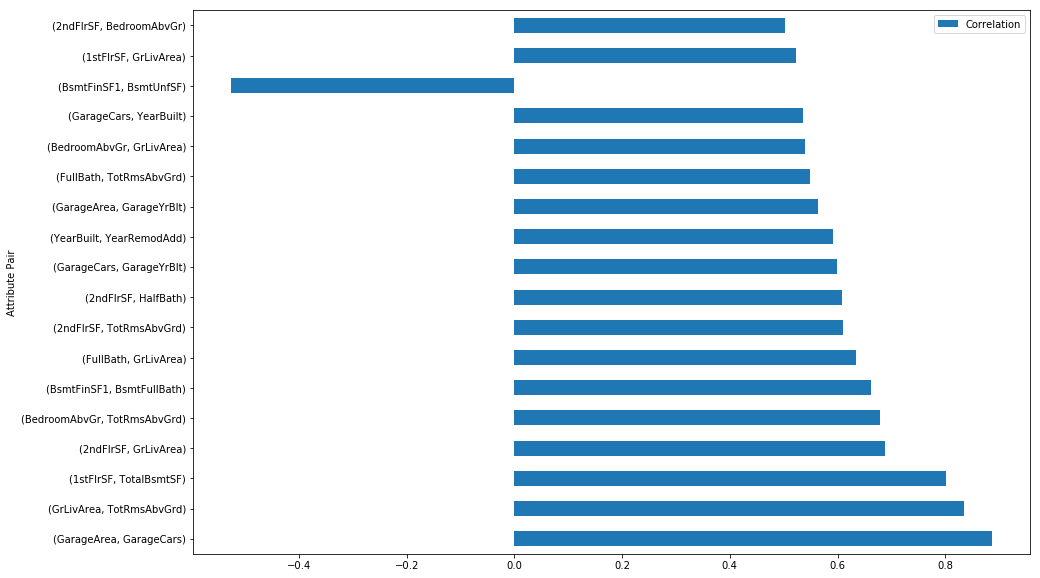 Correlation
(2ndFlrSF, BedroomAbvGr)
(1stFlrSF, GrLivArea)
(BsmtFinSF1, BsmtUnfSF)
(GarageCars, YearBuilt)
(BedroomAbvGr, GrLivArea)
(FullBath, TotRmsAbvGrd)
(GarageArea, GarageYrBlt)
(YearBuilt, YearRemodAdd)
(GarageCars, GarageYrBlt)
(2ndFlrSF, HalfBath)
(2ndFlrSF, TotRmsAbvGrd)
(FullBath, GrLivArea)
(BsmtFinSF1, BsmtFullBath)
(BedroomAbvGr, TotRmsAbvGrd)
(2ndFlrSF, GrLivArea)
(1stFlrSF, TotalBsmtSF)
(GrLivArea, TotRmsAbvGrd)
(GarageArea, GarageCars)
Attribute Pair
−0.4 −0.2 0.0 0.2 0.4 0.6 0.8